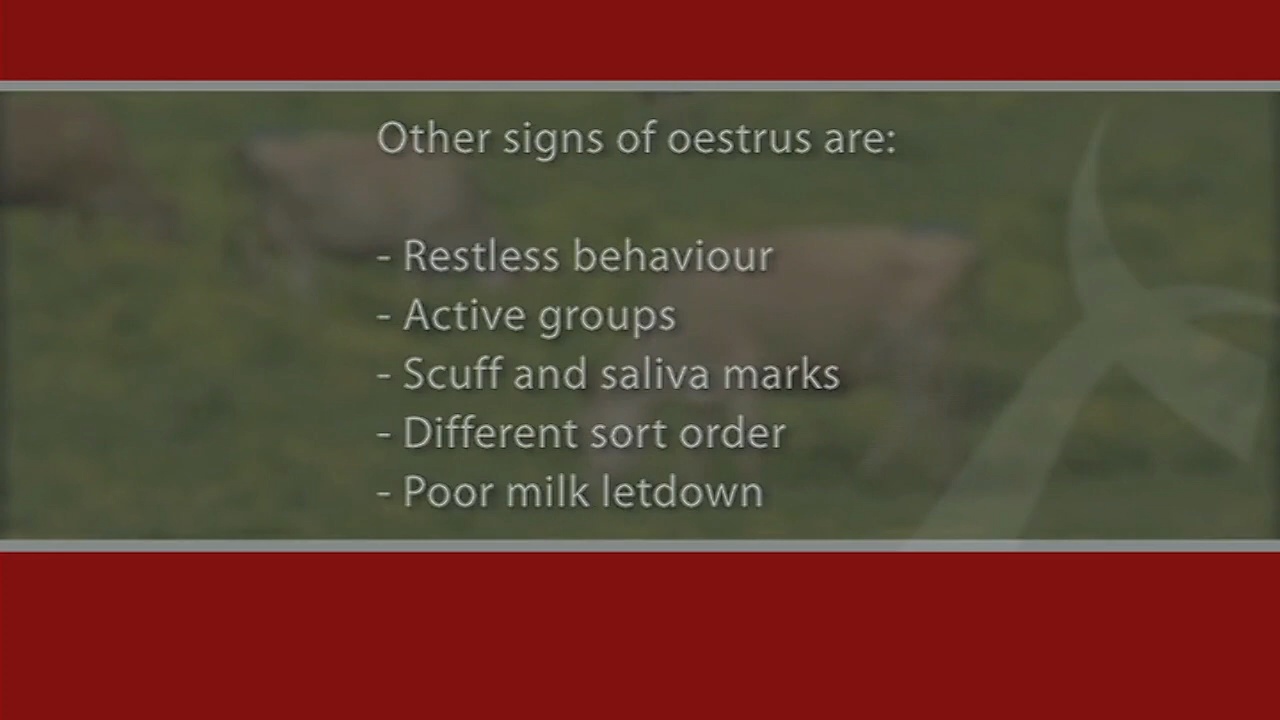 Other signs of oestrus are:
- Restless behaviour
- Active groups
- Scuff and saliva marks
- Different sort order
- Poor milk letdown